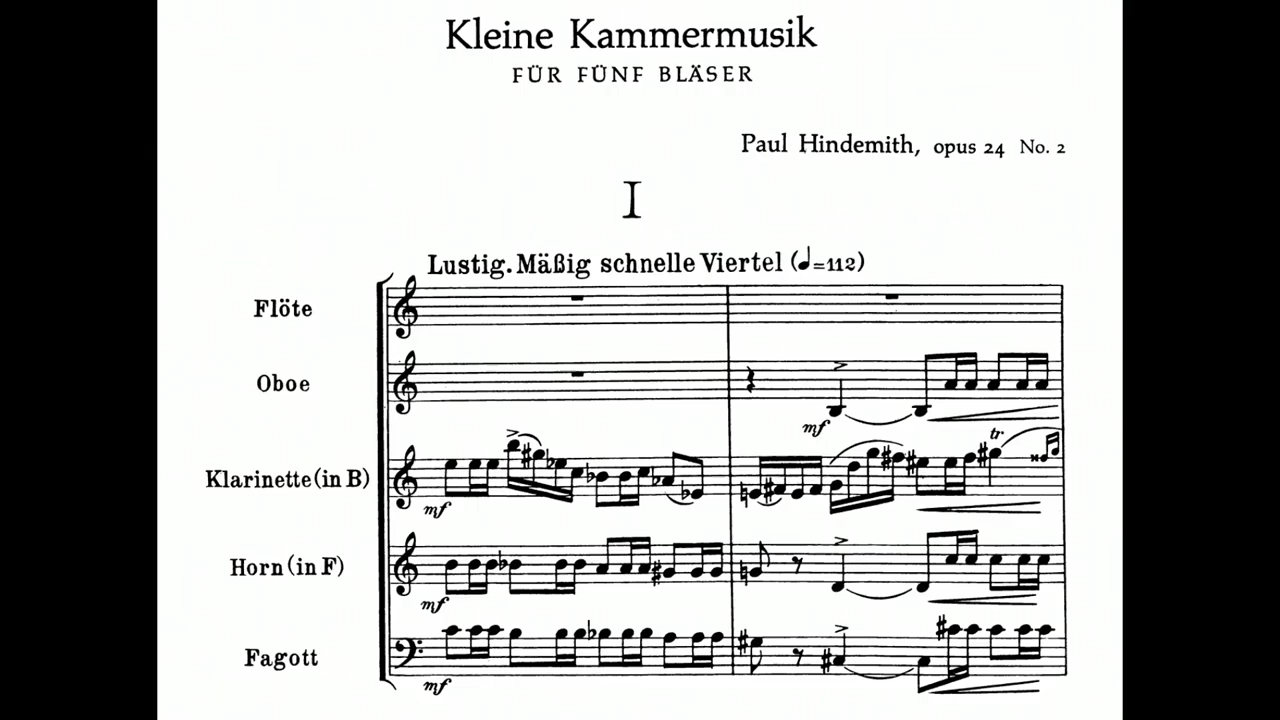 Kleine Kammermusik
FÜR FÜNF BLÄSER
Paul Hindemith, opus 24 No. 2
I
Lustig. Mäßig schnelle Viertel (♩=112)
Flöte
Oboe
mf
tr
Klarinette (in B)
mf
Horn (in F)
mf
Fagott
mf